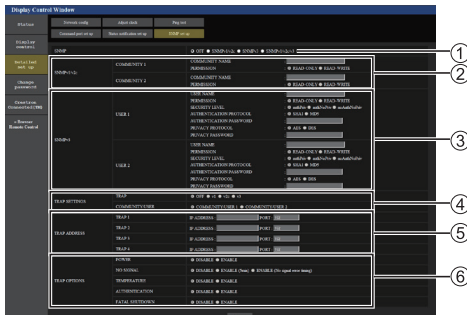 Display Control Window
Status
Network config
Adjust clock
Ping test
Command port set up
Status notification set up
SNMP set up
Display control
Detailed set up
Change password
Crestron Connected(TM)
Remote Control
SNMP
OFF SNMPv1/v2c SNMPv3 SNMPv1/v2c/v3
①
SNMPv1/v2c
COMMUNITY 1
COMMUNITY NAME
PERMISSION
READ-ONLY READ-WRITE
COMMUNITY 2
COMMUNITY NAME
PERMISSION
READ-ONLY READ-WRITE
②
SNMPv3
USER 1
USER NAME
PERMISSION
READ-ONLY READ-WRITE
SECURITY LEVEL
authPriv authNoPriv noAuthNoPriv
AUTHENTICATION PROTOCOL
SHA1 MD5
AUTHENTICATION PASSWORD
PRIVACY PROTOCOL
AES DES
PRIVACY PASSWORD
USER 2
USER NAME
PERMISSION
READ-ONLY READ-WRITE
SECURITY LEVEL
authPriv authNoPriv noAuthNoPriv
AUTHENTICATION PROTOCOL
SHA1 MD5
AUTHENTICATION PASSWORD
PRIVACY PROTOCOL
AES DES
PRIVACY PASSWORD
③
TRAP SETTINGS
TRAP
OFF v1 v2c v3
COMMUNITY/USER
COMMUNITY/USER 1 COMMUNITY/USER 2
④
TRAP ADDRESS
TRAP 1
IP ADDRESS PORT
TRAP 2
IP ADDRESS PORT
TRAP 3
IP ADDRESS PORT
TRAP 4
IP ADDRESS PORT
⑤
TRAP OPTIONS
POWER
DISABLE ENABLE
NO SIGNAL
DISABLE ENABLE ENABLE (No signal error timing)
TEMPERATURE
DISABLE ENABLE
AUTHENTICATION
DISABLE ENABLE
FATAL SHUTDOWN
DISABLE ENABLE
⑥